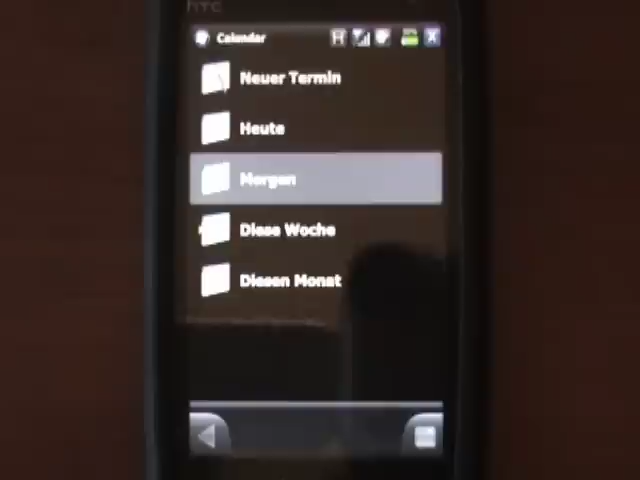 hTC
Calendar
H
Neuer Termin
Heute
Morgen
Diese Woche
Diesen Monat